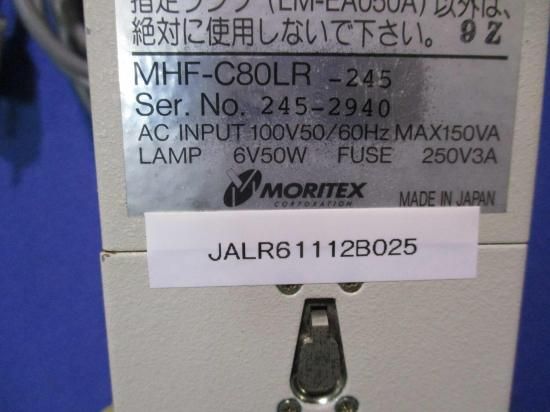 指定ランプ(LM-EA050A)以外は、
絶対に使用しないで下さい。 9Z
MHF-C80LR -245
Ser. No. 245-2940
AC INPUT 100V50/60Hz MAX150VA
LAMP 6V50W FUSE 250V3A
MORITEX
CORPORATION
MADE IN JAPAN
JALR61112B025